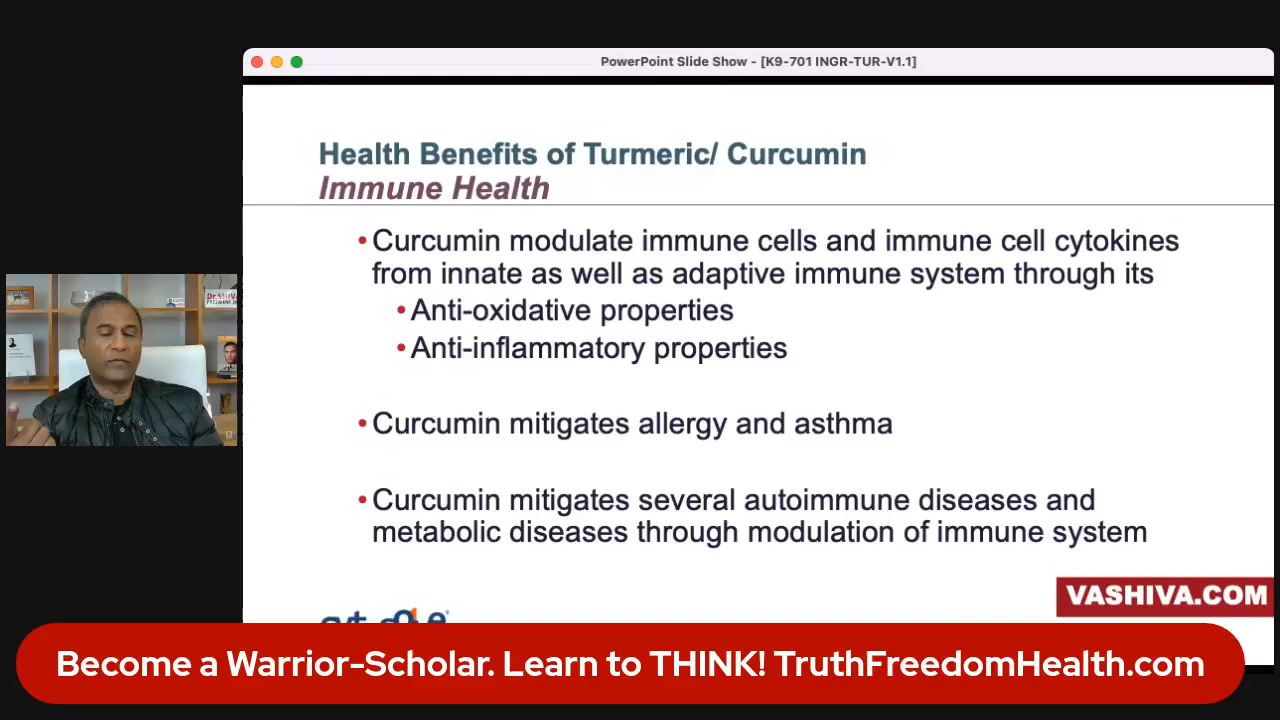 PowerPoint Slide Show - [K9-701 INGR-TUR-V1.1]
Health Benefits of Turmeric/ Curcumin
Immune Health
•Curcumin modulate immune cells and immune cell cytokines
from innate as well as adaptive immune system through its
•Anti-oxidative properties
•Anti-inflammatory properties
•Curcumin mitigates allergy and asthma
•Curcumin mitigates several autoimmune diseases and
metabolic diseases through modulation of immune system
VASHIVA.COM
Dr.SHIVA
Become a Warrior-Scholar. Learn to THINK! TruthFreedomHealth.com